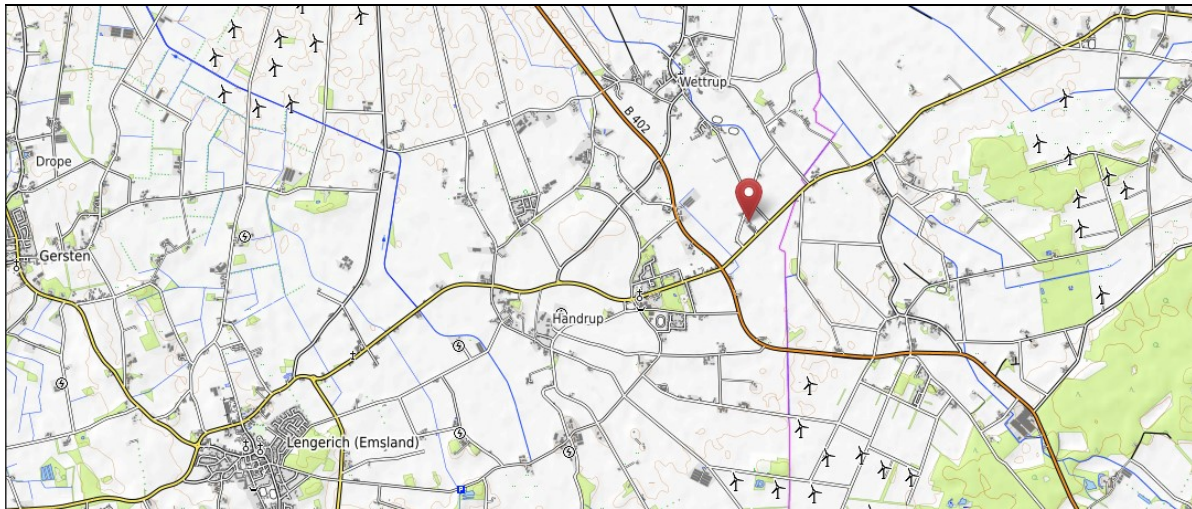 Wettrup
B 402
Drope
Gersten
Handrup
Lengerich (Emsland)
P